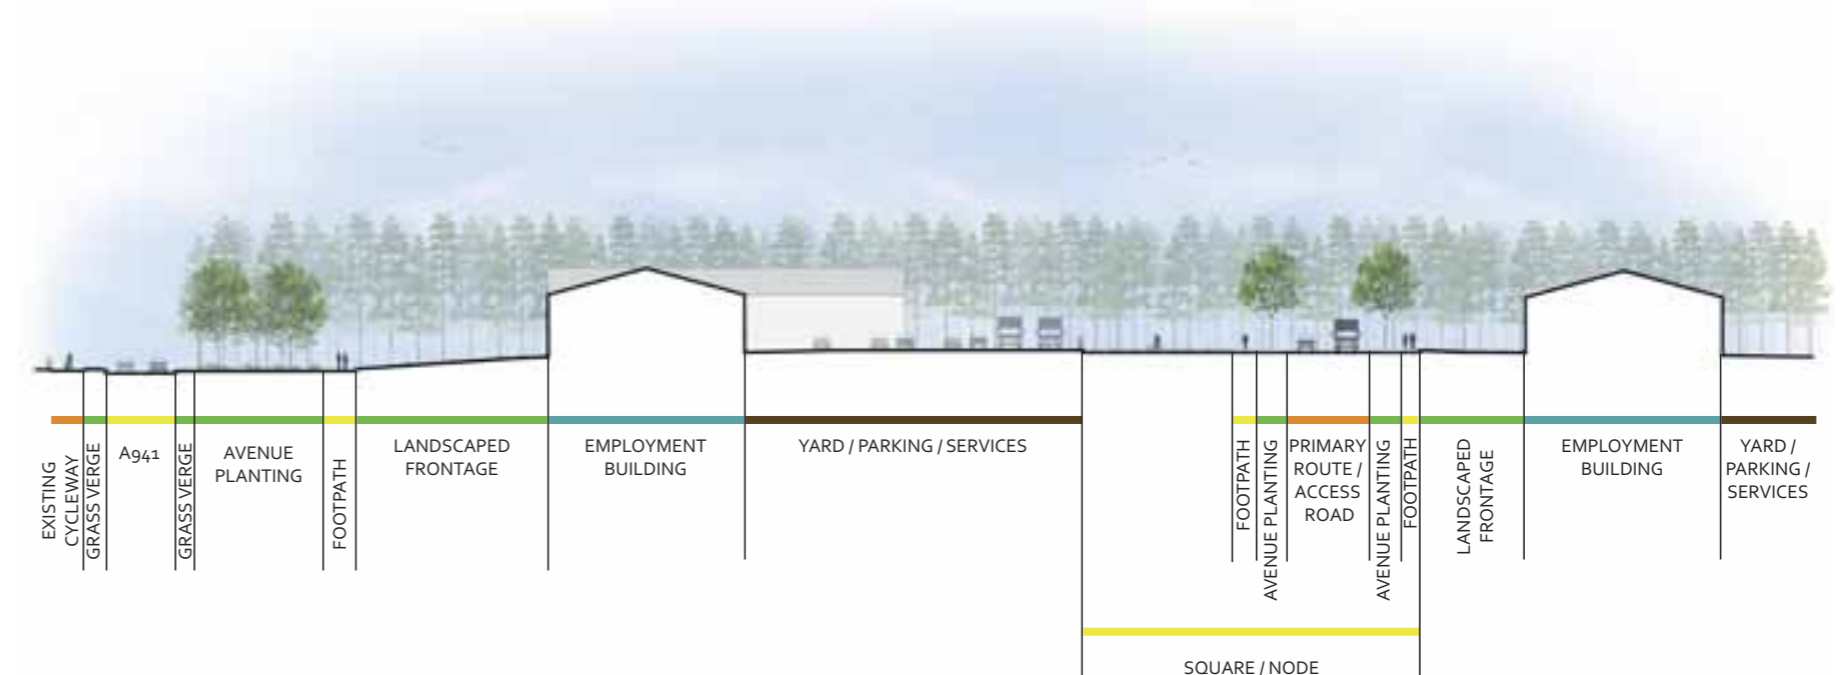 EXISTING
CYCLEWAY
GRASS VERGE
A941
GRASS VERGE
AVENUE
PLANTING
FOOTPATH
LANDSCAPED
FRONTAGE
EMPLOYMENT
BUILDING
YARD / PARKING / SERVICES
FOOTPATH
AVENUE PLANTING
PRIMARY
ROUTE /
ACCESS
ROAD
AVENUE PLANTING
FOOTPATH
LANDSCAPED
FRONTAGE
EMPLOYMENT
BUILDING
YARD /
PARKING /
SERVICES
SQUARE / NODE